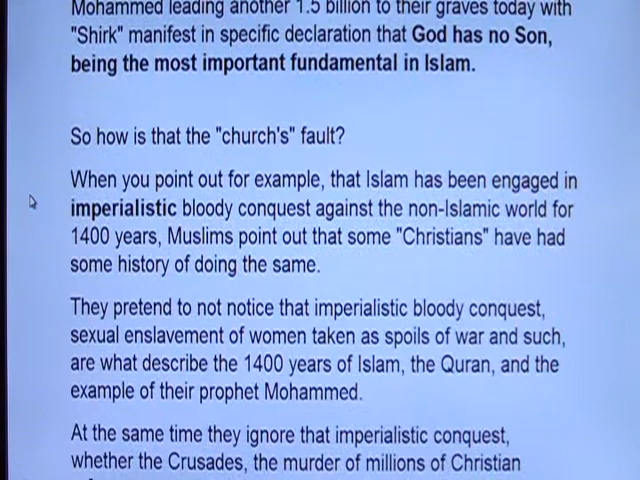 Mohammed leading another 1.5 billion to their graves today with
"Shirk" manifest in specific declaration that God has no Son,
being the most important fundamental in Islam.
So how is that the "church's" fault?
When you point out for example, that Islam has been engaged in
imperialistic bloody conquest against the non-Islamic world for
1400 years, Muslims point out that some "Christians" have had
some history of doing the same.
They pretend to not notice that imperialistic bloody conquest,
sexual enslavement of women taken as spoils of war and such,
are what describe the 1400 years of Islam, the Quran, and the
example of their prophet Mohammed.
At the same time they ignore that imperialistic conquest,
whether the Crusades, the murder of millions of Christian